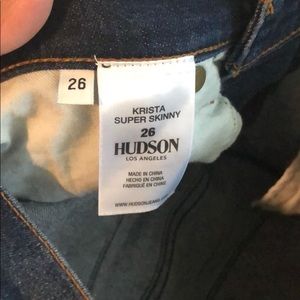 26
KRISTA
SUPER SKINNY
26
HUDSON
LOS ANGELES
MADE IN CHINA
HECHO EN CHINA
FABRIQUÉ EN CHINE
WWW.HUDSONJEANS.